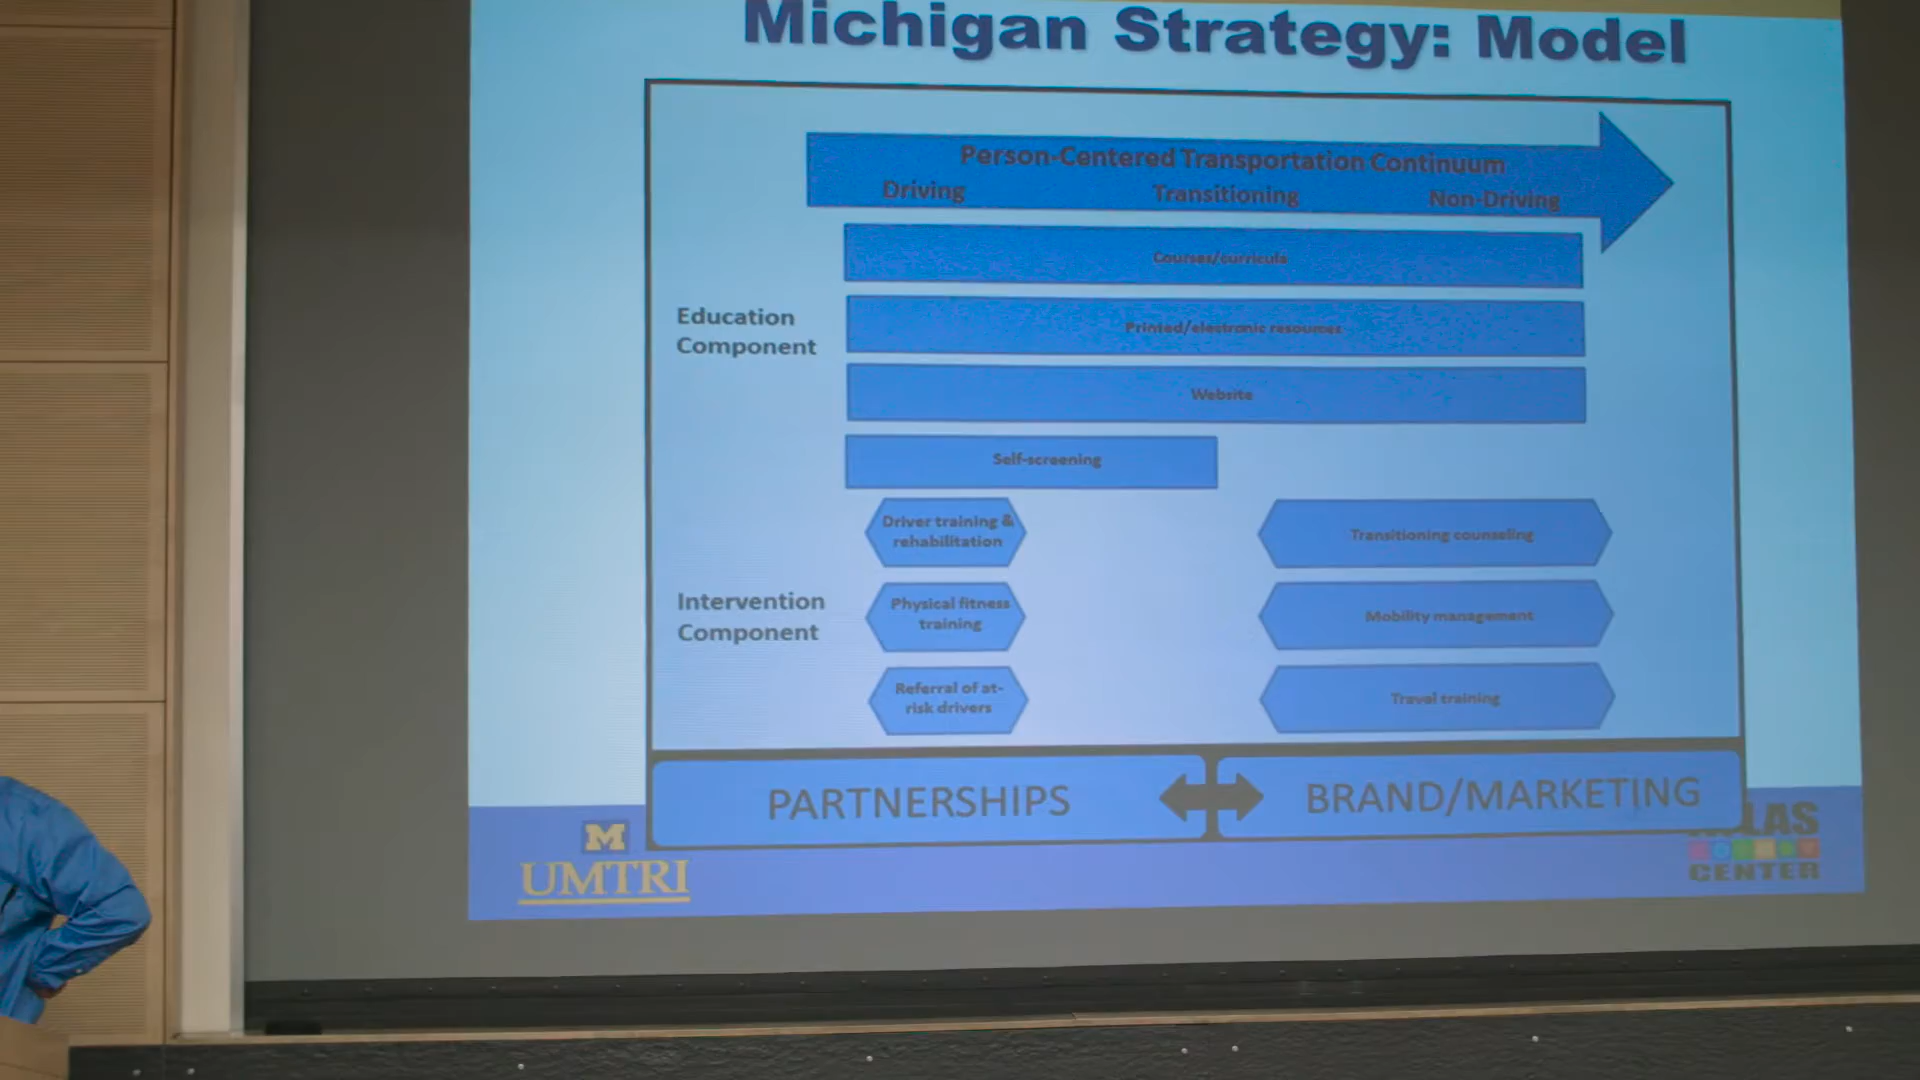 Michigan Strategy: Model
Person-Centered Transportation Continuum
Driving Transitioning Non-Driving
Courses/curricula
Education
Component
Printed/electronic resources
Website
Self-screening
Driver training &
rehabilitation
Transitioning counseling
Intervention
Component
Physical fitness
training
Mobility management
Referral of at-
risk drivers
Travel training
PARTNERSHIPS
BRAND/MARKETING
M
UMTRI
LAS
CENTER